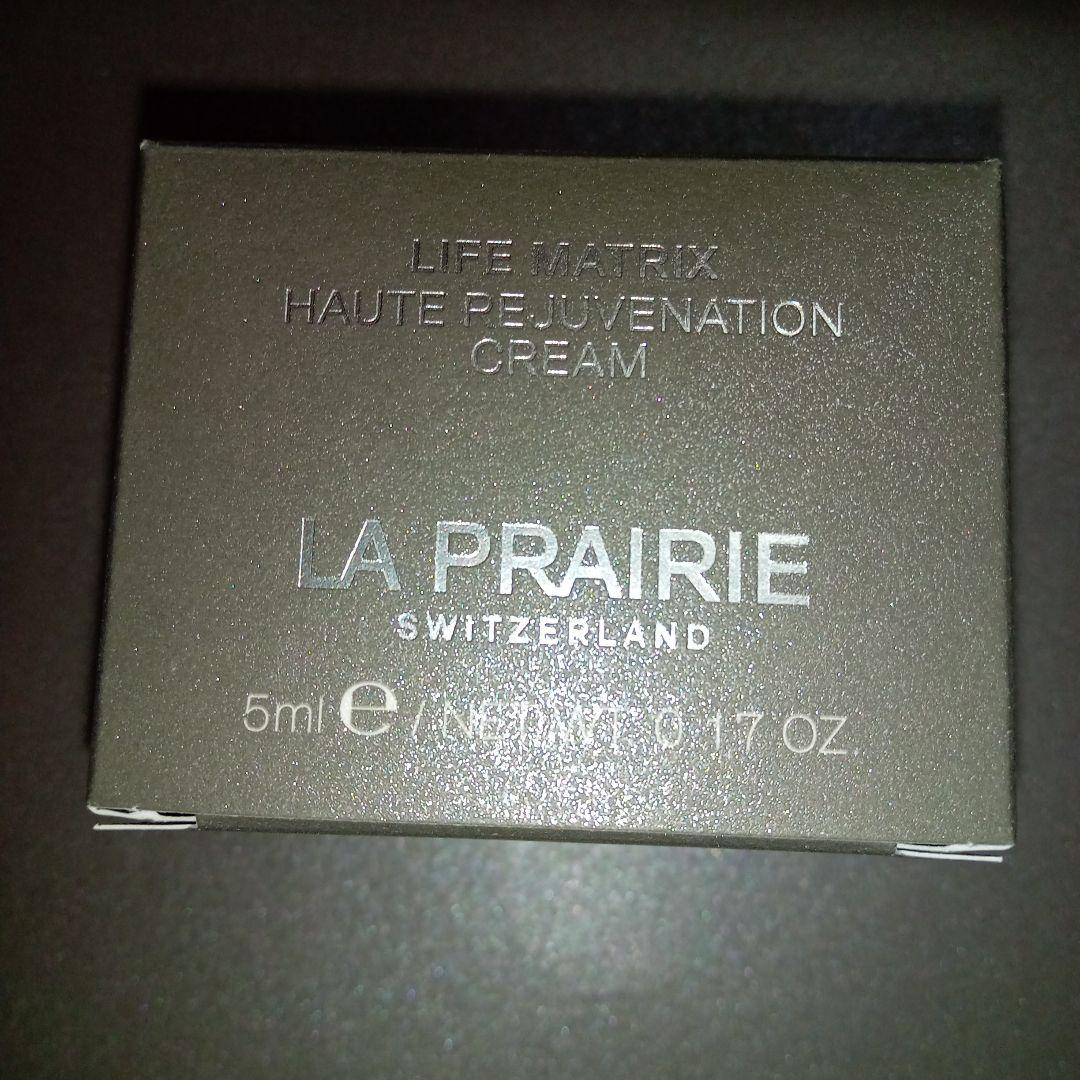 LIFE MATRIX
HAUTE REJUVENATION
CREAM
LA PRAIRIE
SWITZERLAND
5ml e / NET WT. 0.17 OZ.